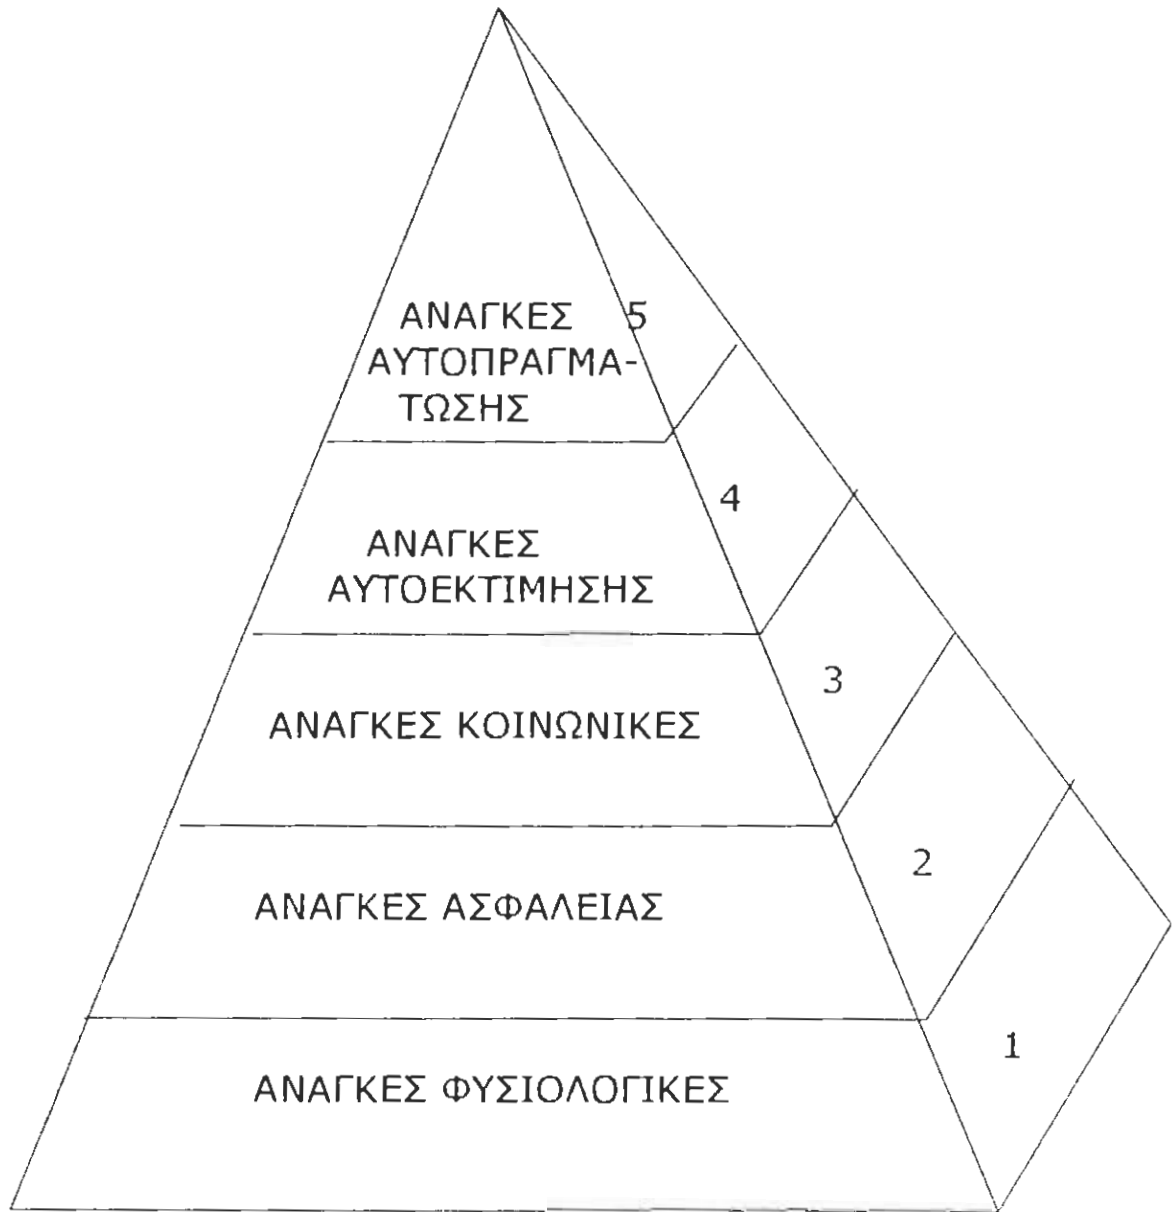 ΑΝΑΓΚΕΣ 5
ΑΥΤΟΠΡΑΓΜΑ-
ΤΩΣΗΣ
4
ΑΝΑΓΚΕΣ
ΑΥΤΟΕΚΤΙΜΗΣΗΣ
3
ΑΝΑΓΚΕΣ ΚΟΙΝΩΝΙΚΕΣ
2
ΑΝΑΓΚΕΣ ΑΣΦΑΛΕΙΑΣ
1
ΑΝΑΓΚΕΣ ΦΥΣΙΟΛΟΓΙΚΕΣ